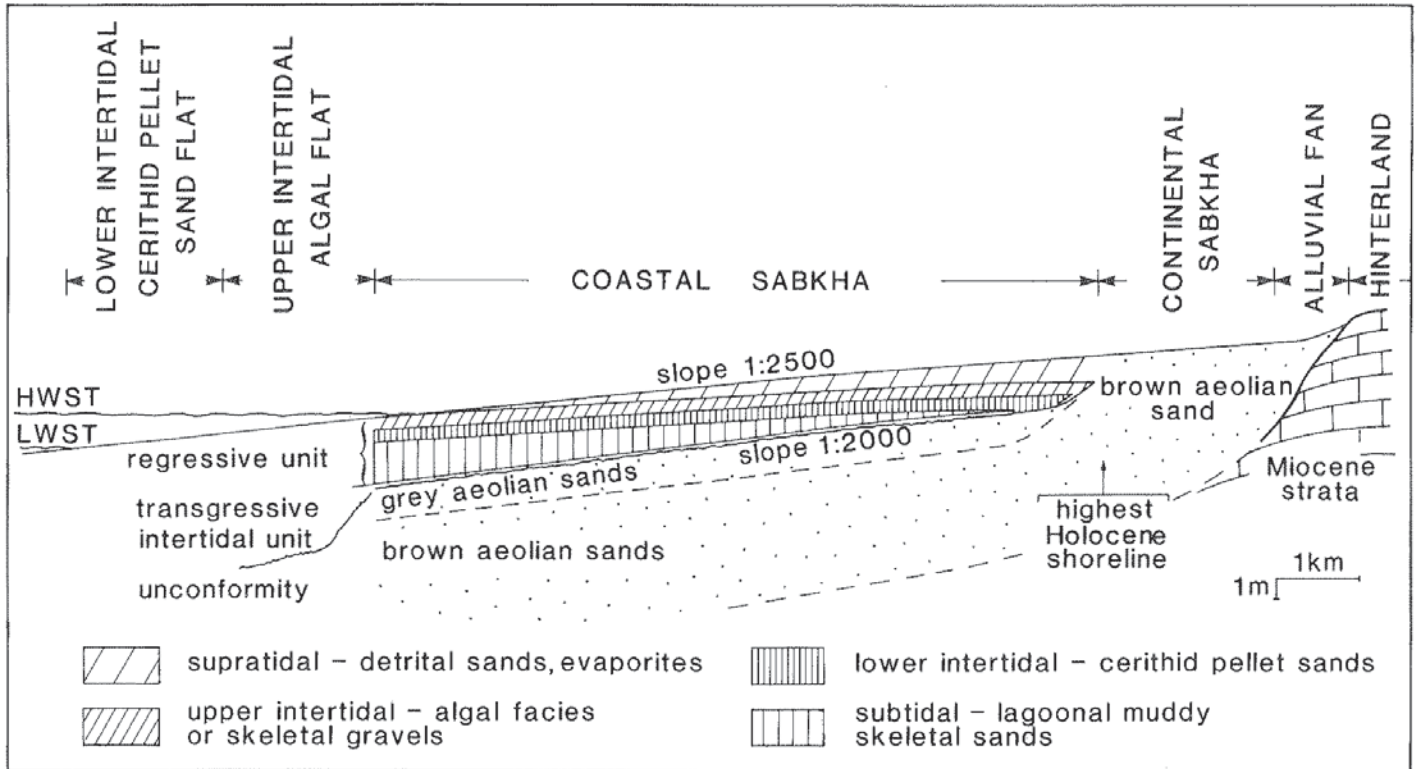 LOWER INTERTIDAL
CERITHID PELLET
SAND FLAT
UPPER INTERTIDAL
ALGAL FLAT
COASTAL SABKHA
CONTINENTAL
SABKHA
ALLUVIAL FAN
HINTERLAND
HWST
LWST
slope 1:2500
brown aeolian
sand
slope 1:2000
regressive unit
grey aeolian sands
transgressive
intertidal unit
brown aeolian sands
unconformity
highest
Holocene
shoreline
Miocene
strata
1km
1m
supratidal – detrital sands, evaporites
upper intertidal – algal facies
or skeletal gravels
lower intertidal – cerithid pellet sands
subtidal – lagoonal muddy
skeletal sands